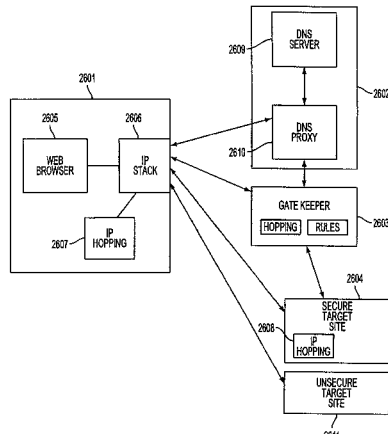 2601
2605
2606
WEB
BROWSER
IP
STACK
2607
IP
HOPPING
2609
DNS
SERVER
2602
DNS
PROXY
2610
GATE KEEPER
HOPPING
RULES
2603
2604
SECURE
TARGET
SITE
2608
IP
HOPPING
UNSECURE
TARGET
SITE